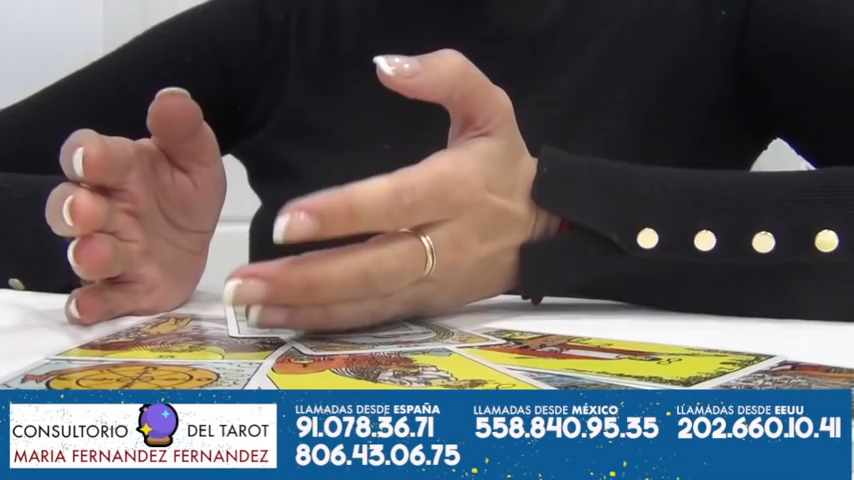 CONSULTORIO DEL TAROT
MARIA FERNANDEZ FERNANDEZ
LLAMADAS DESDE ESPAÑA
91.078.36.71
806.43.06.75
LLAMADAS DESDE MÉXICO
558.840.95.35
LLAMADAS DESDE EEUU
202.660.10.41